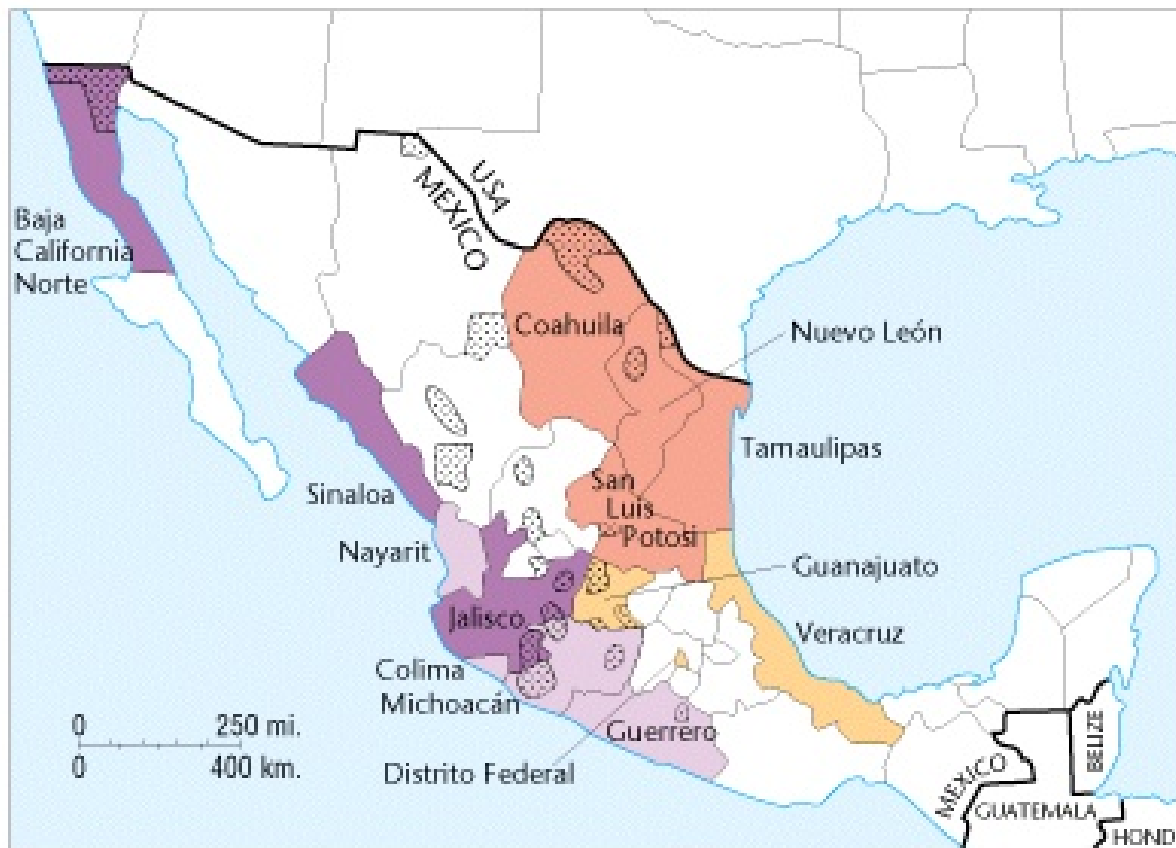 USA
MEXICO
Baja
California
Norte
Coahuila
Nuevo León
Tamaulipas
Sinaloa
San
Luis
Potosi
Nayarit
Guanajuato
Jalisco
Veracruz
Colima
Michoacán
Guerrero
0 250 mi.
0 400 km.
Distrito Federal
MEXICO
BELIZE
GUATEMALA
HOND